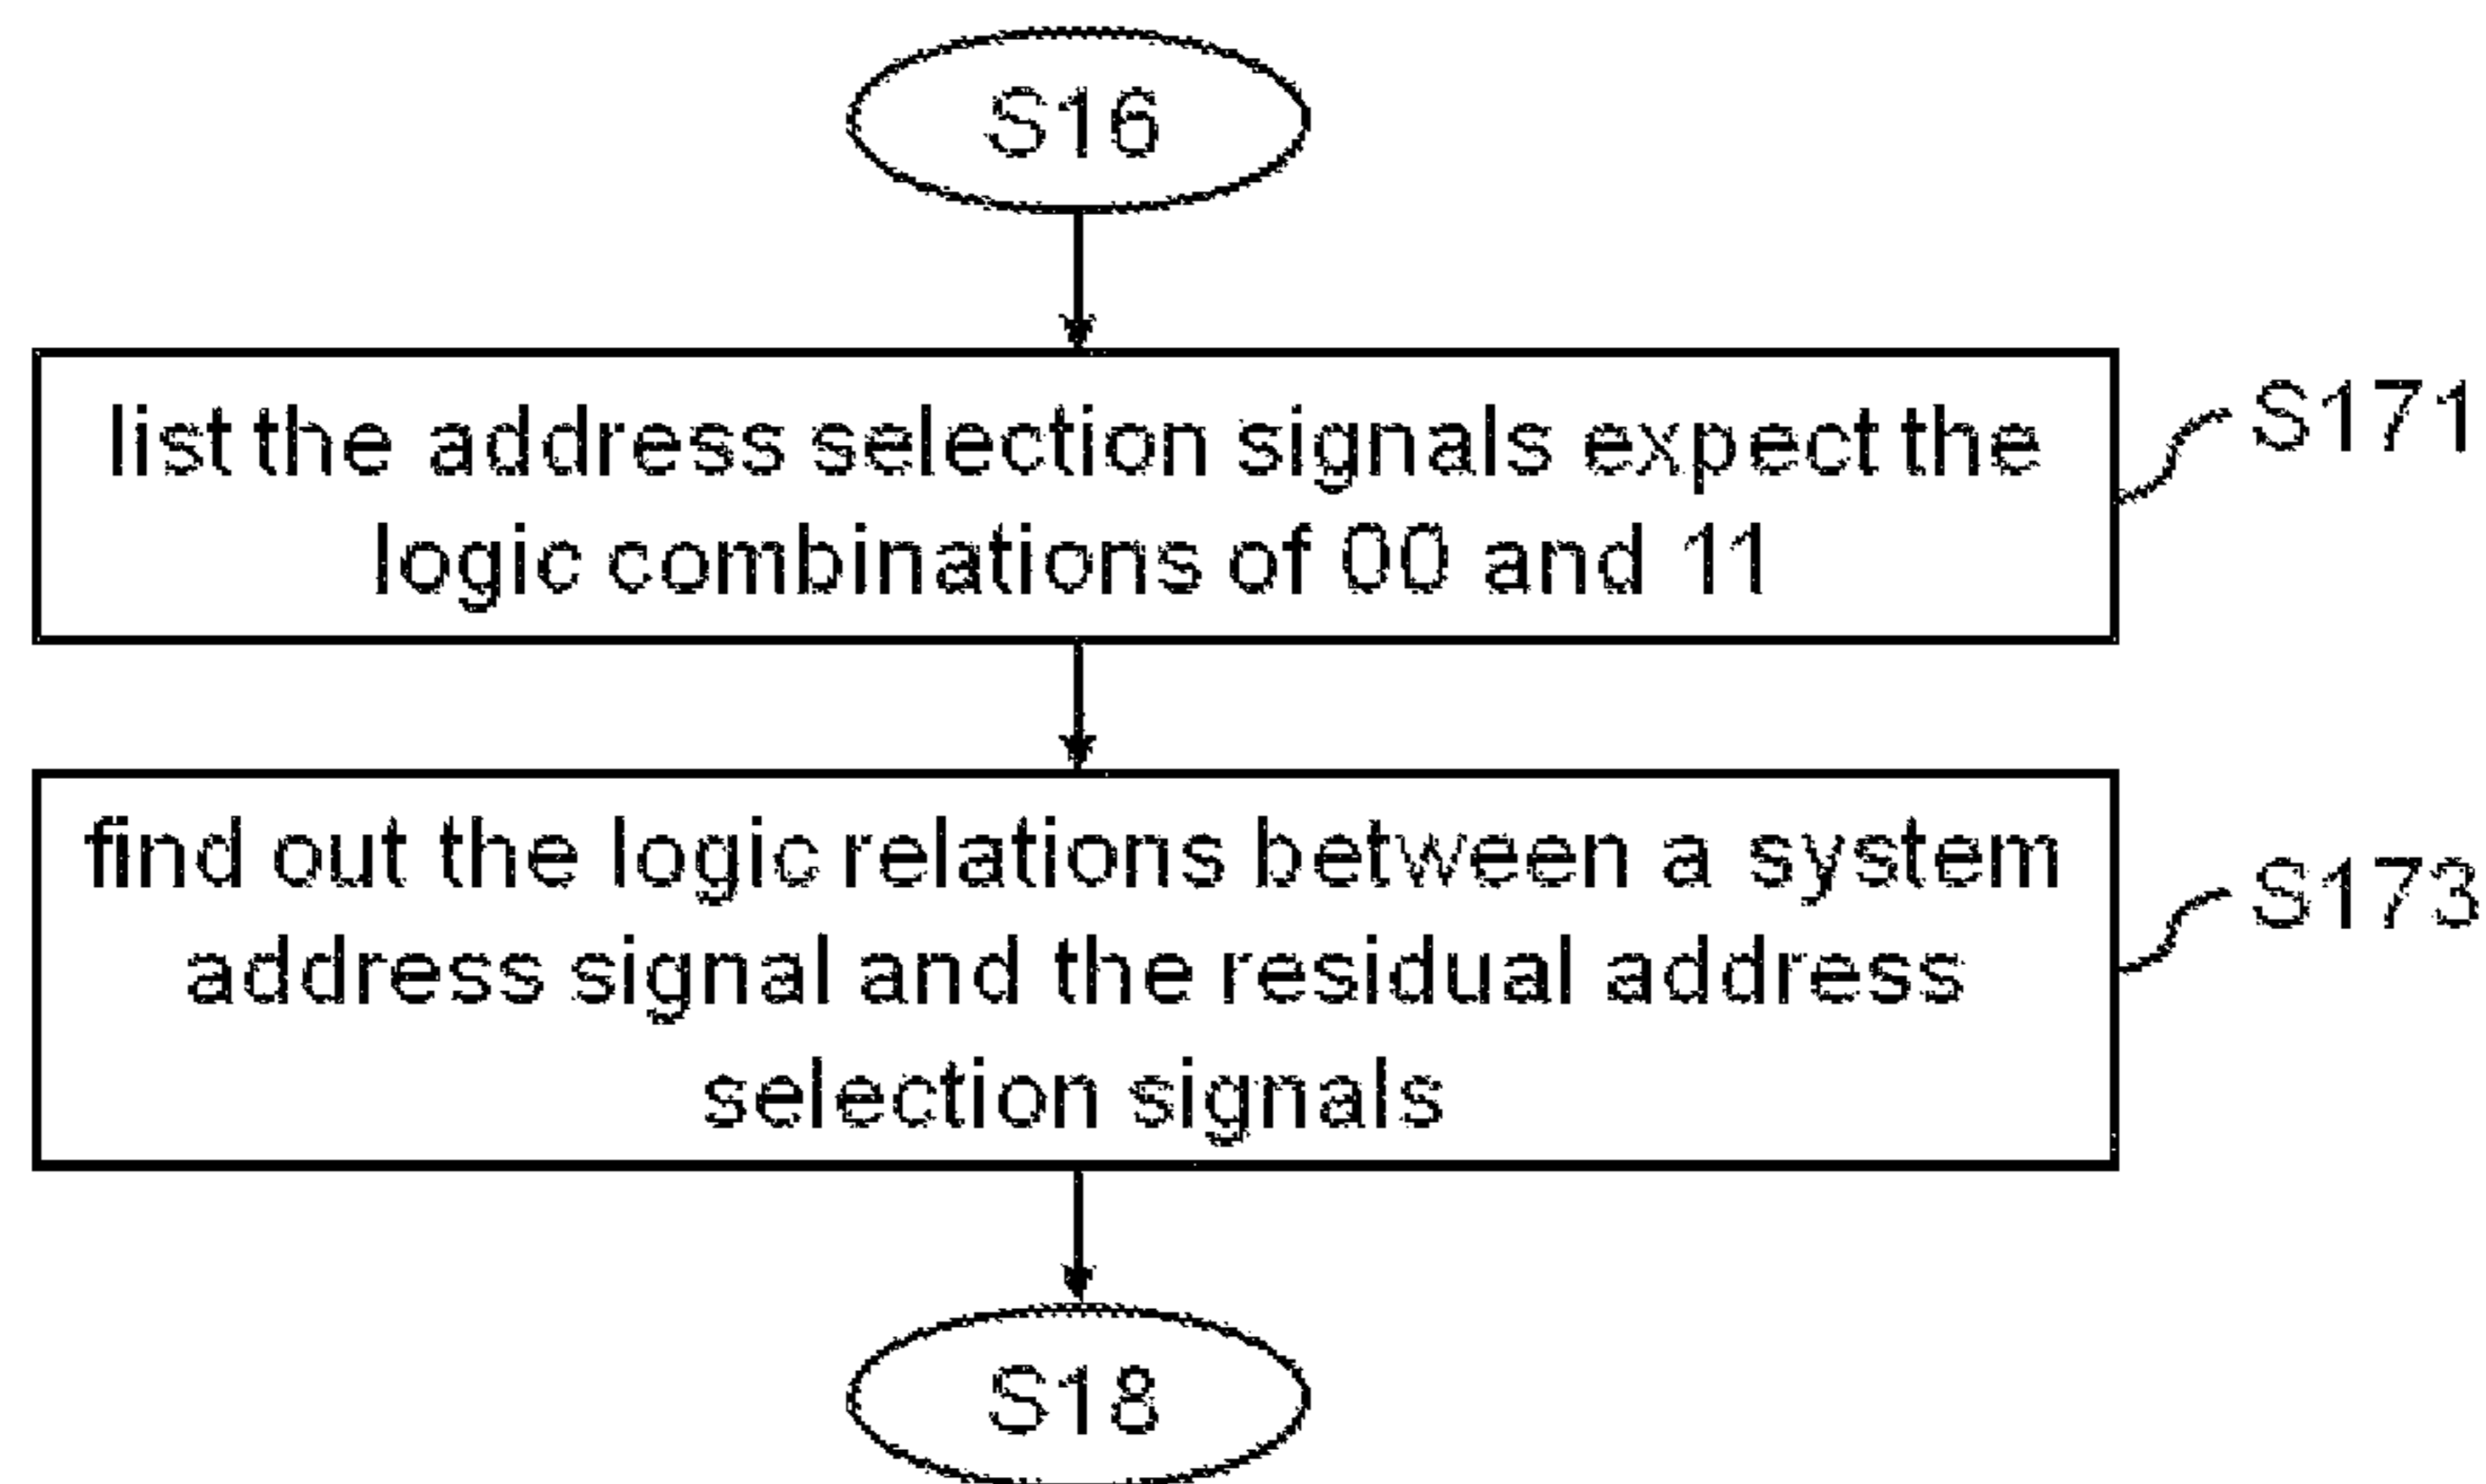 S16
list the address selection signals expect the
logic combinations of 00 and 11
S171
find out the logic relations between a system
address signal and the residual address
selection signals
S173
S18